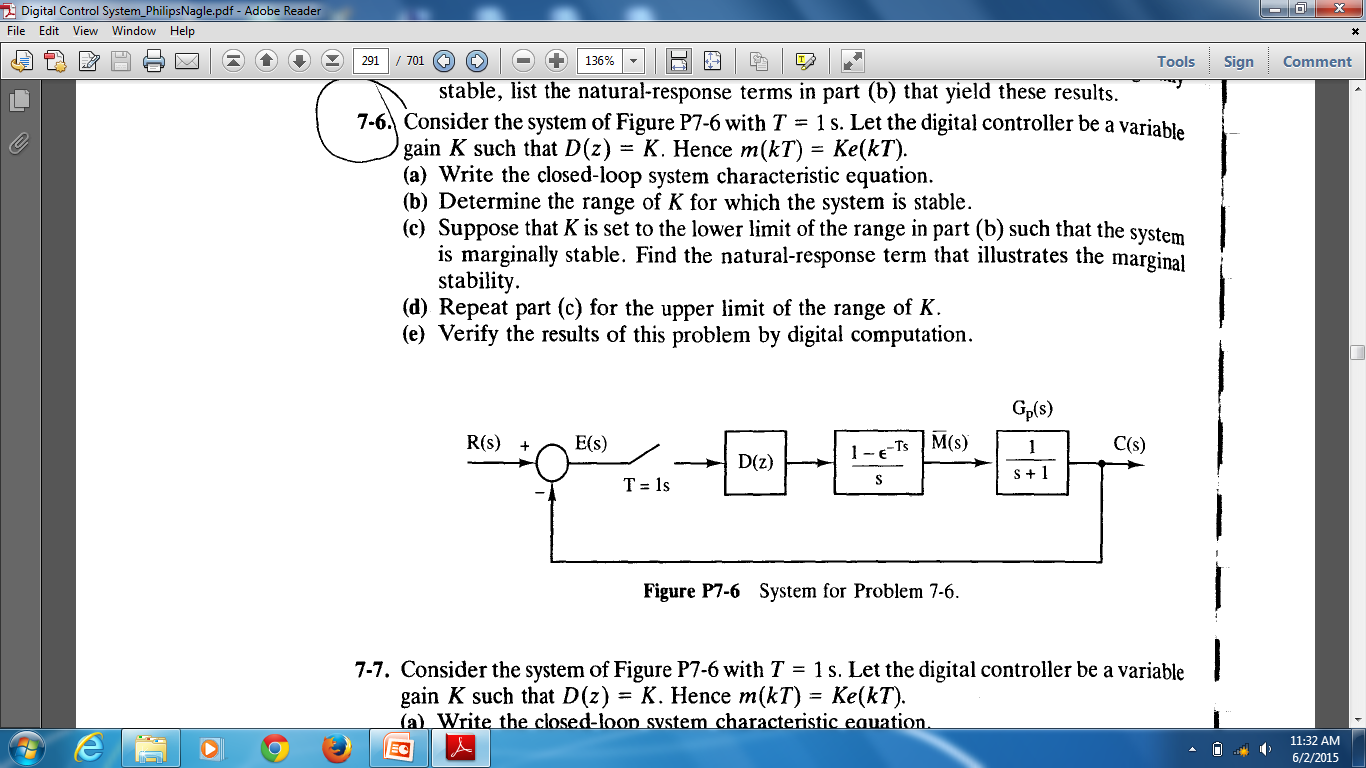 Digital Control System_PhilipsNagle.pdf - Adobe Reader
File Edit View Window Help
291 / 701 136% Tools Sign Comment
stable, list the natural-response terms in part (b) that yield these results.
7-6. Consider the system of Figure P7-6 with T = 1 s. Let the digital controller be a variable
gain K such that D(z) = K. Hence m(kT) = Ke(kT).
(a) Write the closed-loop system characteristic equation.
(b) Determine the range of K for which the system is stable.
(c) Suppose that K is set to the lower limit of the range in part (b) such that the system
is marginally stable. Find the natural-response term that illustrates the marginal
stability.
(d) Repeat part (c) for the upper limit of the range of K.
(e) Verify the results of this problem by digital computation.
Gp(s)
R(s) + E(s) D(z) 1 − ϵ^−Ts / s M̅(s) 1 / s + 1 C(s)
− T = 1s
Figure P7-6 System for Problem 7-6.
7-7. Consider the system of Figure P7-6 with T = 1 s. Let the digital controller be a variable
gain K such that D(z) = K. Hence m(kT) = Ke(kT).
(a) Write the closed-loop system characteristic equation.
11:32 AM
6/2/2015